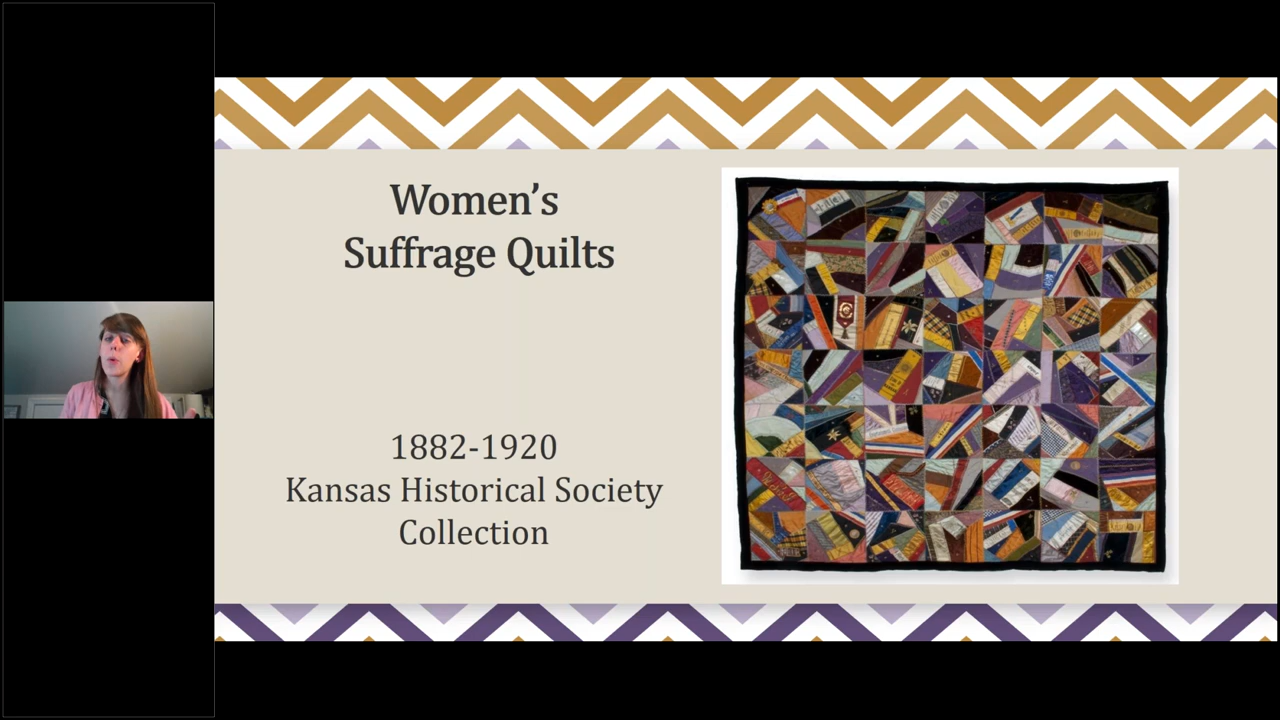 Women’s
Suffrage Quilts
1882-1920
Kansas Historical Society
Collection